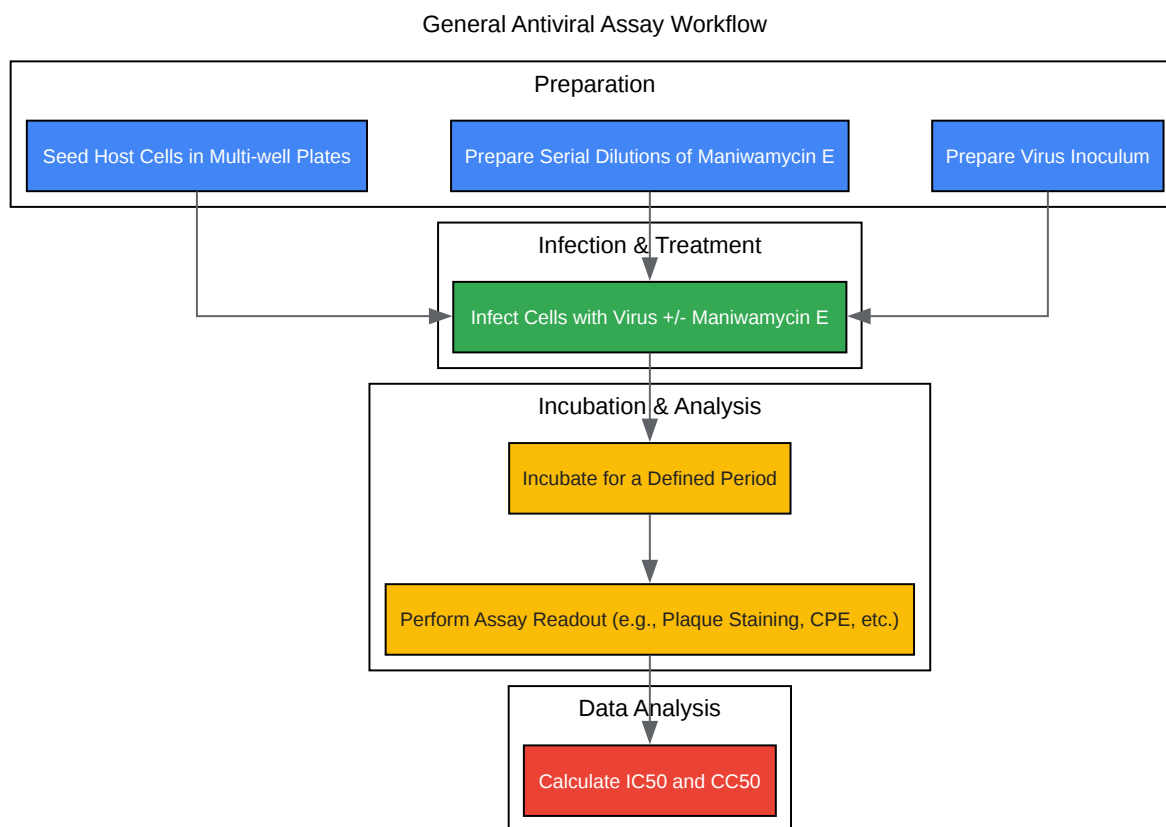 General Antiviral Assay Workflow
Preparation
Seed Host Cells in Multi-well Plates
Prepare Serial Dilutions of Maniwamycin E
Prepare Virus Inoculum
Infection & Treatment
Infect Cells with Virus +/- Maniwamycin E
Incubation & Analysis
Incubate for a Defined Period
Perform Assay Readout (e.g., Plaque Staining, CPE, etc.)
Data Analysis
Calculate IC50 and CC50